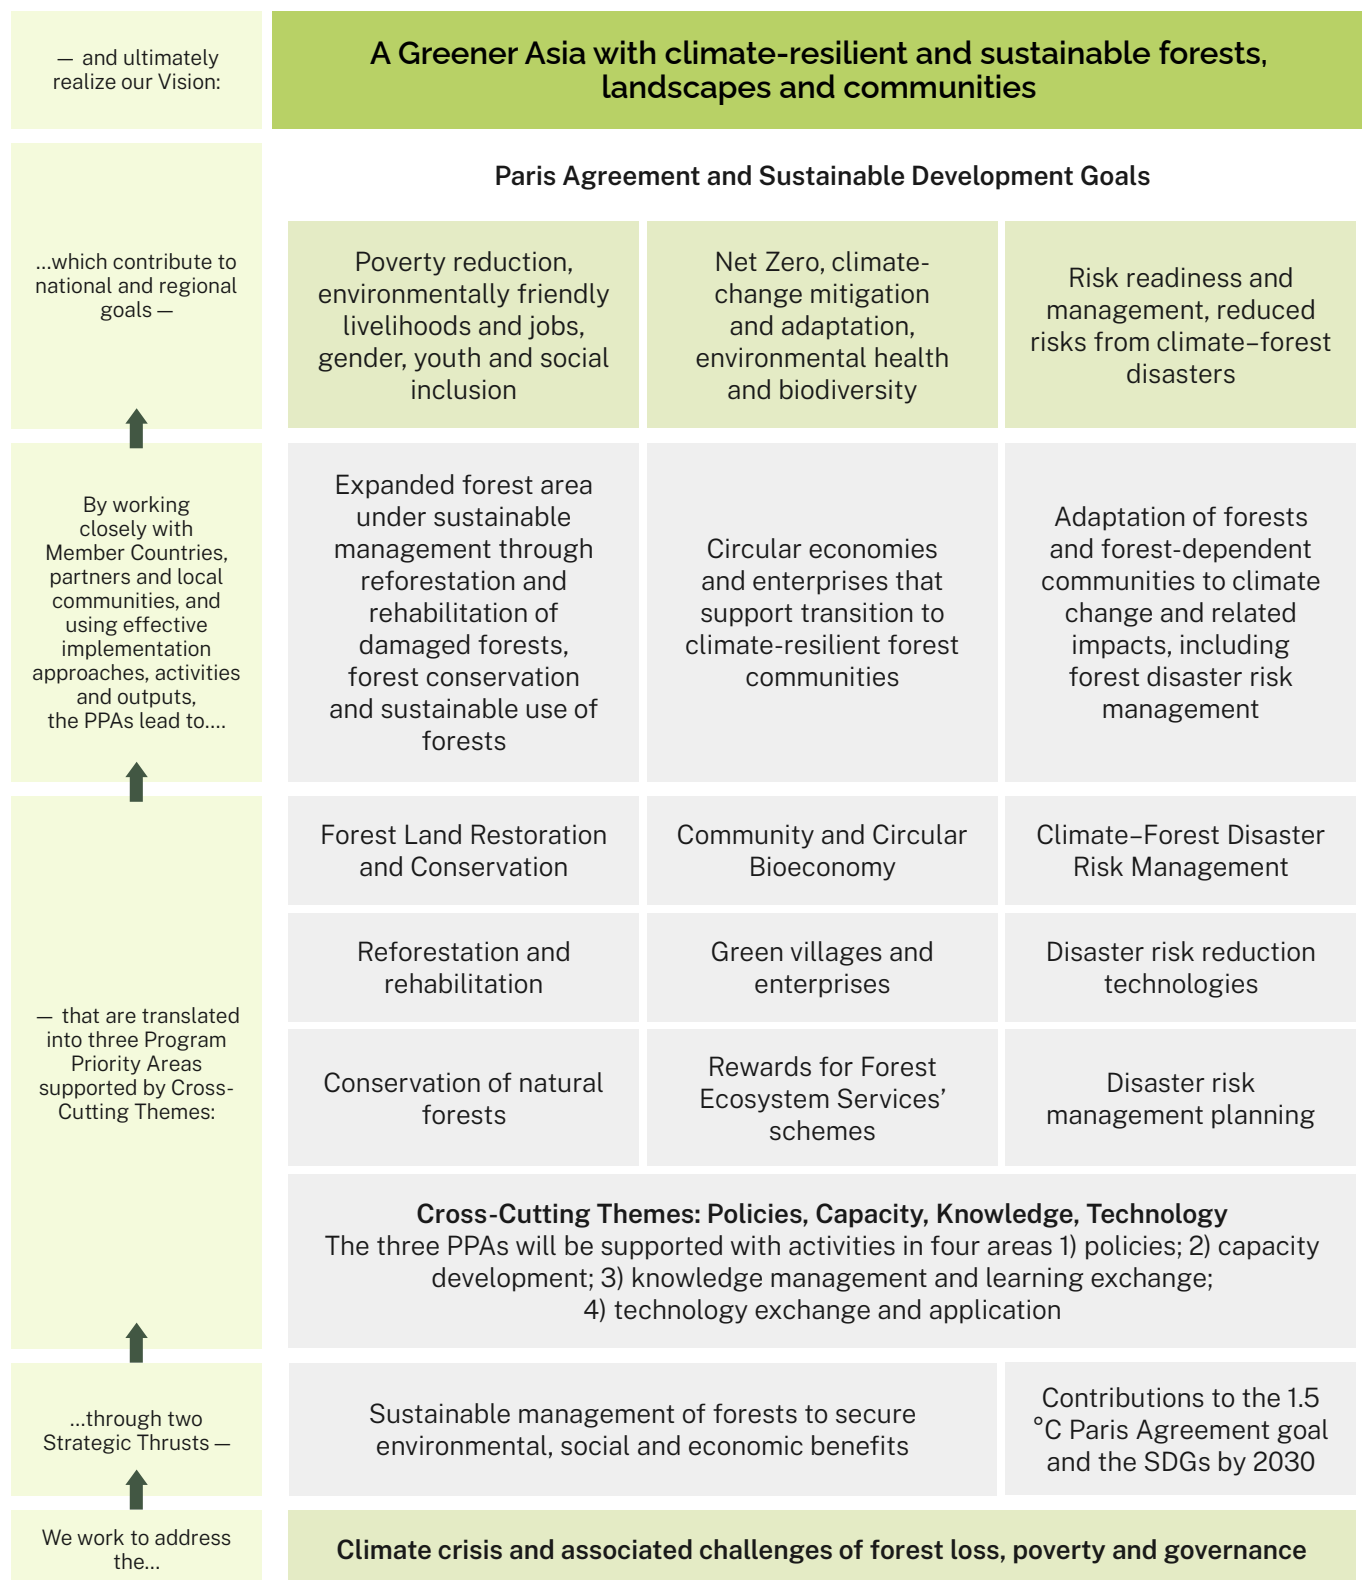 — and ultimately
realize our Vision:
A Greener Asia with climate-resilient and sustainable forests,
landscapes and communities
...which contribute to
national and regional
goals —
Paris Agreement and Sustainable Development Goals
Poverty reduction,
environmentally friendly
livelihoods and jobs,
gender, youth and social
inclusion
Net Zero, climate-
change mitigation
and adaptation,
environmental health
and biodiversity
Risk readiness and
management, reduced
risks from climate–forest
disasters
By working
closely with
Member Countries,
partners and local
communities, and
using effective
implementation
approaches, activities
and outputs,
the PPAs lead to....
Expanded forest area
under sustainable
management through
reforestation and
rehabilitation of
damaged forests,
forest conservation
and sustainable use of
forests
Circular economies
and enterprises that
support transition to
climate-resilient forest
communities
Adaptation of forests
and forest-dependent
communities to climate
change and related
impacts, including
forest disaster risk
management
— that are translated
into three Program
Priority Areas
supported by Cross-
Cutting Themes:
Forest Land Restoration
and Conservation
Community and Circular
Bioeconomy
Climate–Forest Disaster
Risk Management
Reforestation and
rehabilitation
Green villages and
enterprises
Disaster risk reduction
technologies
Conservation of natural
forests
Rewards for Forest
Ecosystem Services’
schemes
Disaster risk
management planning
Cross-Cutting Themes: Policies, Capacity, Knowledge, Technology
The three PPAs will be supported with activities in four areas 1) policies; 2) capacity
development; 3) knowledge management and learning exchange;
4) technology exchange and application
...through two
Strategic Thrusts —
Sustainable management of forests to secure
environmental, social and economic benefits
Contributions to the 1.5
°C Paris Agreement goal
and the SDGs by 2030
We work to address
the...
Climate crisis and associated challenges of forest loss, poverty and governance